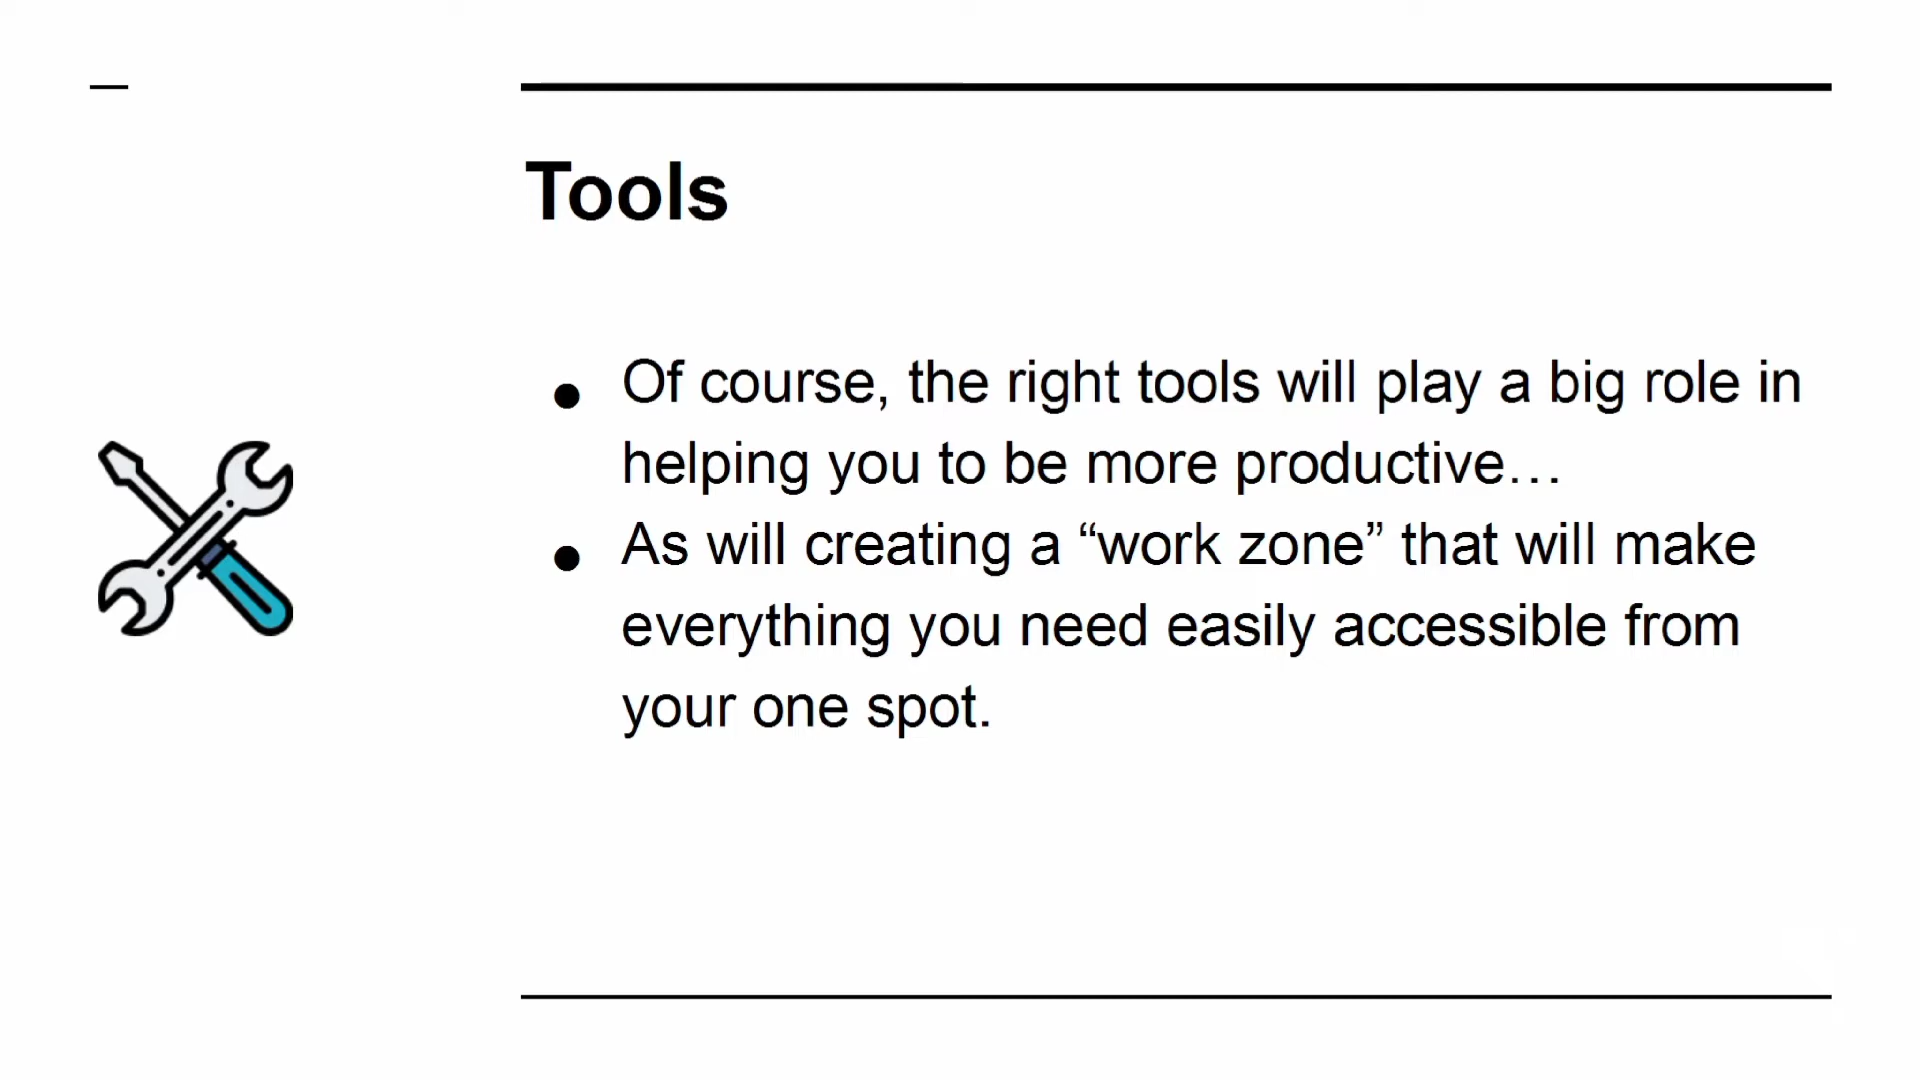 Tools
● Of course, the right tools will play a big role in
helping you to be more productive…
● As will creating a “work zone” that will make
everything you need easily accessible from
your one spot.